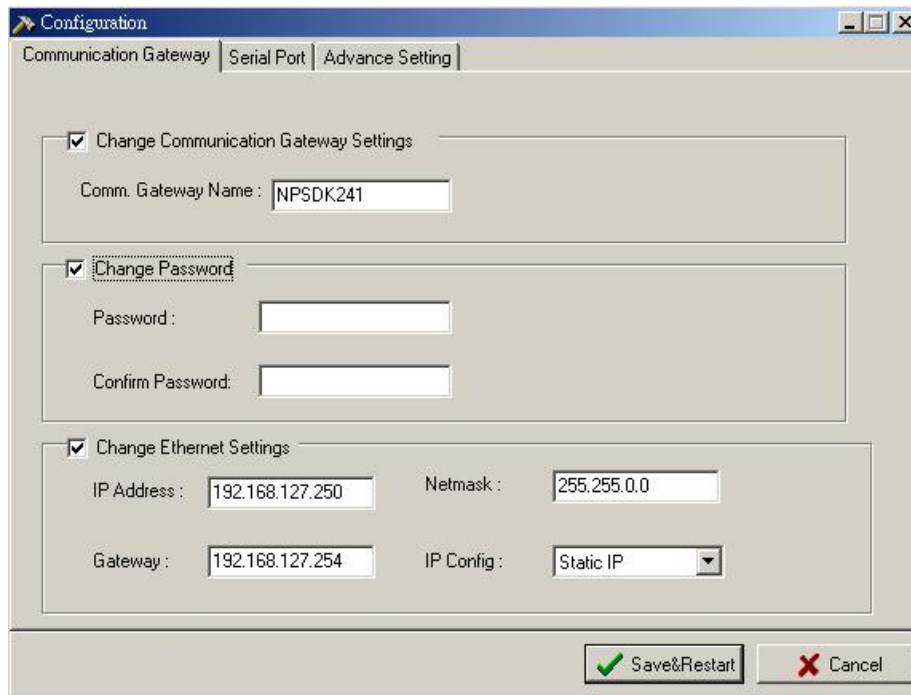 Configuration
Communication Gateway Serial Port Advance Setting
Change Communication Gateway Settings
Comm. Gateway Name : NPSDK241
Change Password
Password :
Confirm Password:
Change Ethernet Settings
IP Address : 192.168.127.250 Netmask : 255.255.0.0
Gateway : 192.168.127.254 IP Config : Static IP
Save&Restart Cancel